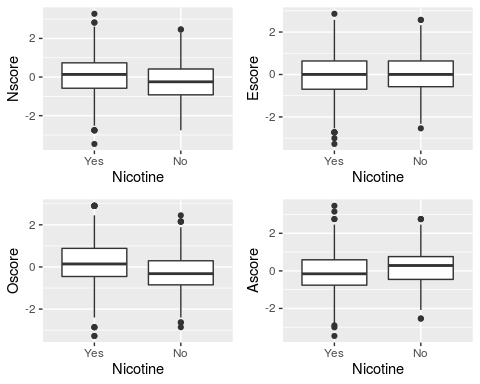 Nscore
2
0
-2
Yes No
Nicotine
Escore
2
0
-2
Yes No
Nicotine
Oscore
2
0
-2
Yes No
Nicotine
Ascore
2
0
-2
Yes No
Nicotine